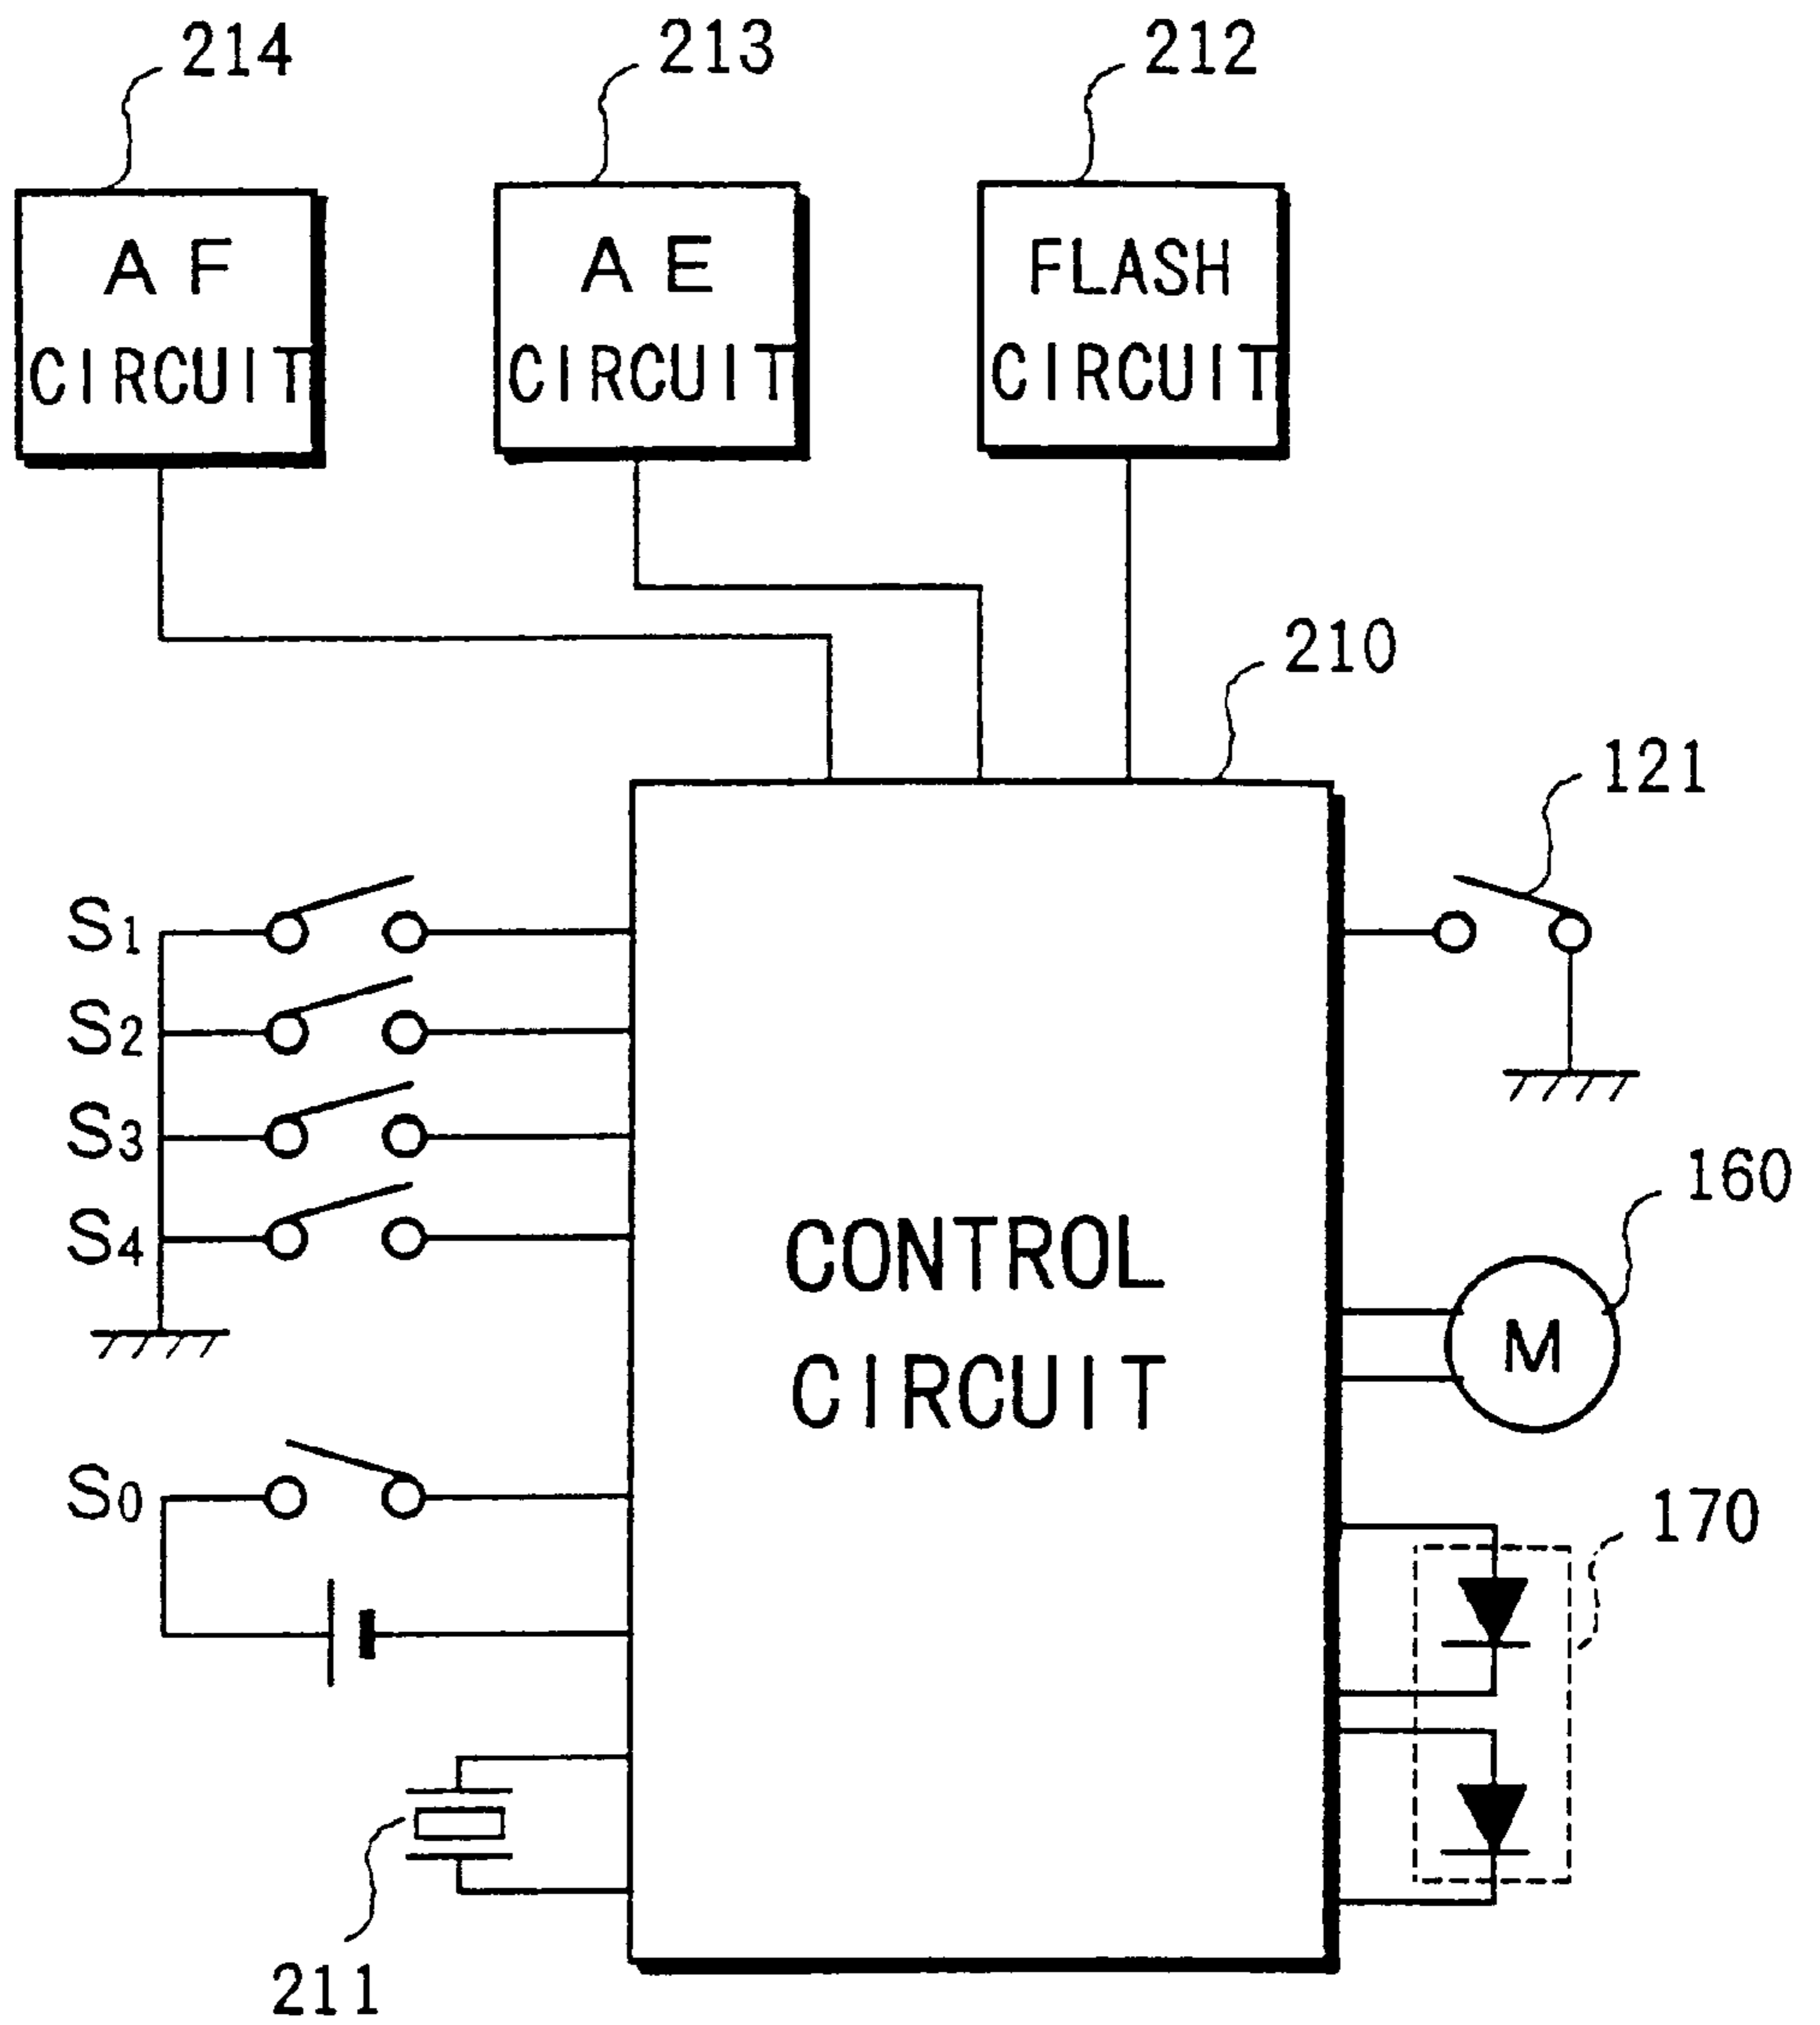 214
213
212
A F
CIRCUIT
A E
CIRCUIT
FLASH
CIRCUIT
210
121
S1
S2
S3
S4
160
CONTROL
CIRCUIT
M
S0
170
211